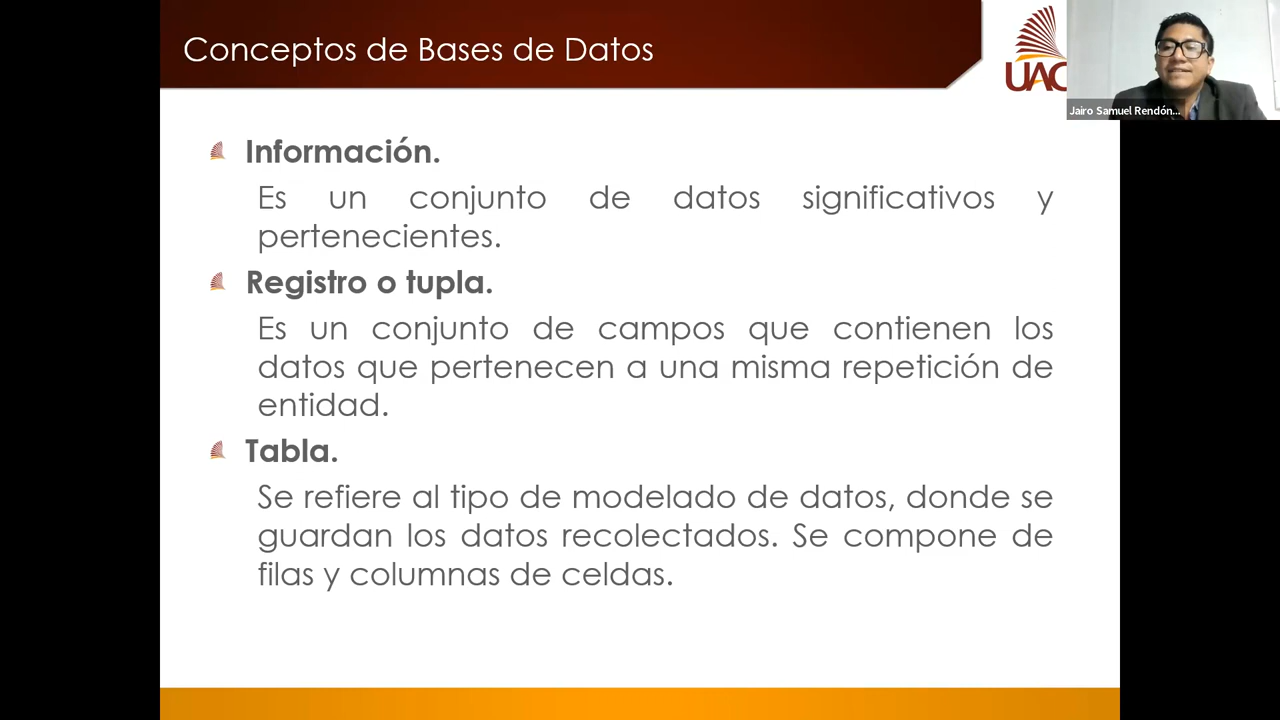 Conceptos de Bases de Datos
UAC
Jairo Samuel Rendón...
Información.
Es un conjunto de datos significativos y
pertenecientes.
Registro o tupla.
Es un conjunto de campos que contienen los
datos que pertenecen a una misma repetición de
entidad.
Tabla.
Se refiere al tipo de modelado de datos, donde se
guardan los datos recolectados. Se compone de
filas y columnas de celdas.